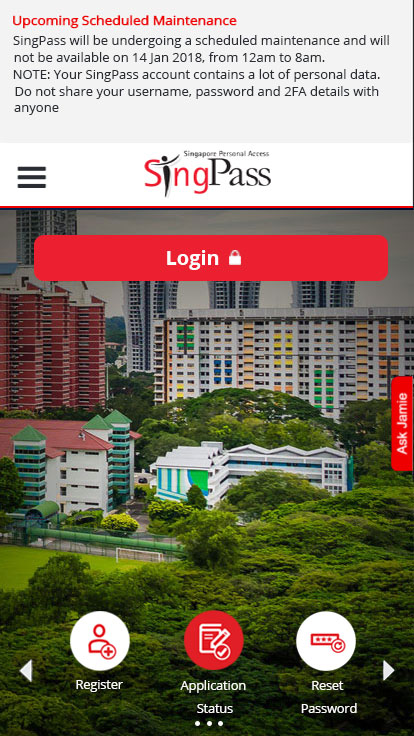 Upcoming Scheduled Maintenance
SingPass will be undergoing a scheduled maintenance and will
not be available on 14 Jan 2018, from 12am to 8am.
NOTE: Your SingPass account contains a lot of personal data.
Do not share your username, password and 2FA details with
anyone
Singapore Personal Access
SingPass
Login
Ask Jamie
Register
Application
Status
Reset
Password